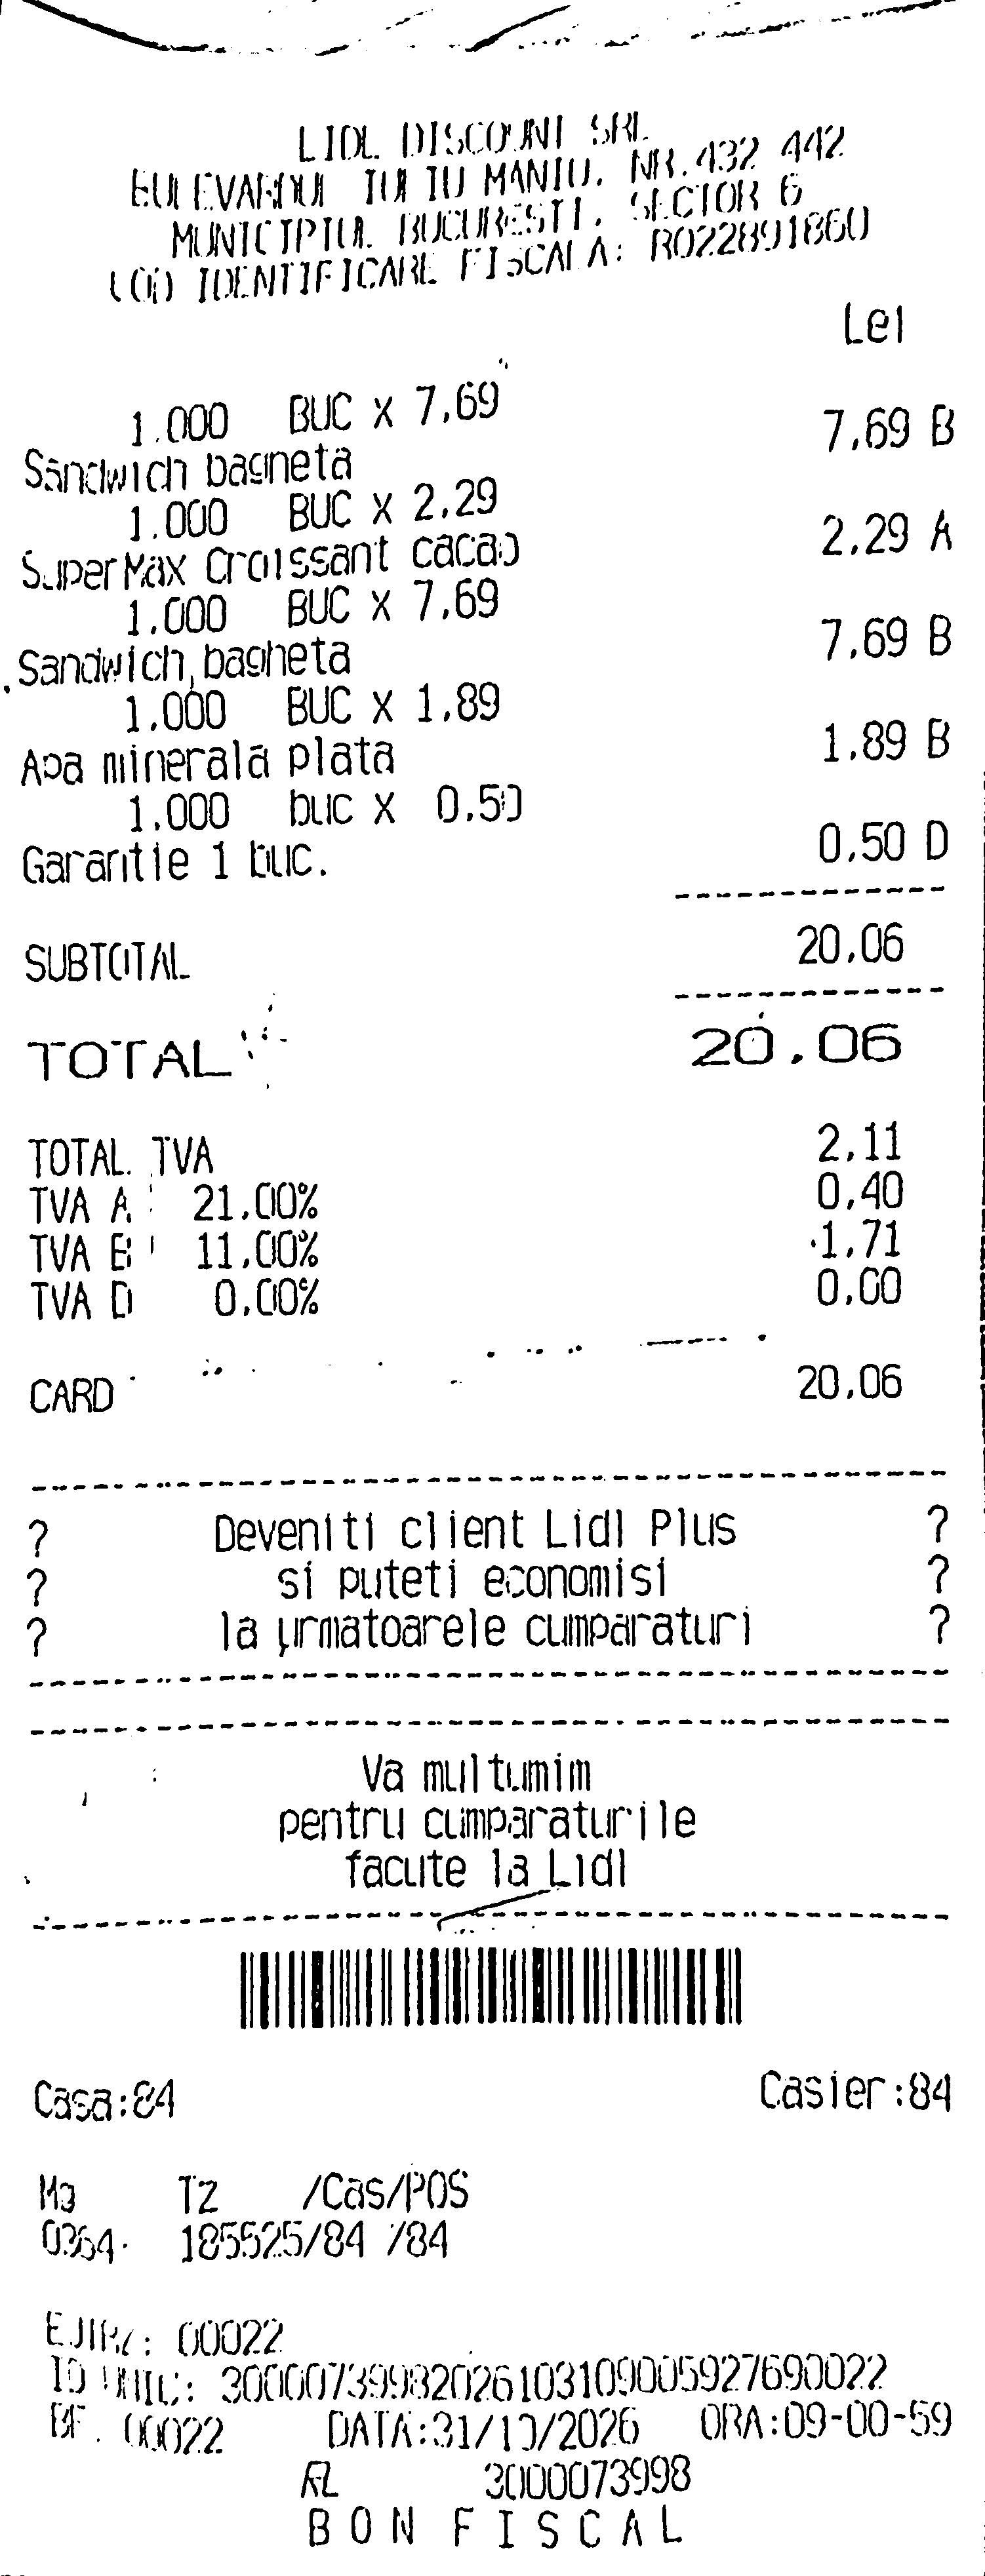 LIDL DISCOUNT SRL
BULEVARDUL IULIU MANIU, NR.432 442
MUNICIPIUL BUCURESTI, SECTOR 6
COD IDENTIFICARE FISCALA: RO22891860
Lei
1.000 BUC X 7.69
Sandwich bagheta 7.69 B
1.000 BUC X 2.29
SuperMax Croissant cacao 2.29 A
1.000 BUC X 7.69
Sandwich bagheta 7.69 B
1.000 BUC X 1.89
Apa minerala plata 1.89 B
1.000 buc X 0.50
Garantie 1 buc. 0.50 D
SUBTOTAL 20.06
TOTAL 20.06
TOTAL TVA 2.11
TVA A 21.00% 0.40
TVA B 11.00% 1.71
TVA D 0.00% 0.00
CARD 20.06
? Deveniti client Lidl Plus ?
? si puteti economisi ?
? la urmatoarele cumparaturi ?
Va multumim
pentru cumparaturile
facute la Lidl
Casa:84 Casier:84
Mg Tz /Cas/POS
0364 185525/84 /84
EJTRZ: 00022
ID UNIC: 30000739982026103109005927690022
BF. 00022 DATA:31/10/2026 ORA:09-00-59
3000073998
BON FISCAL